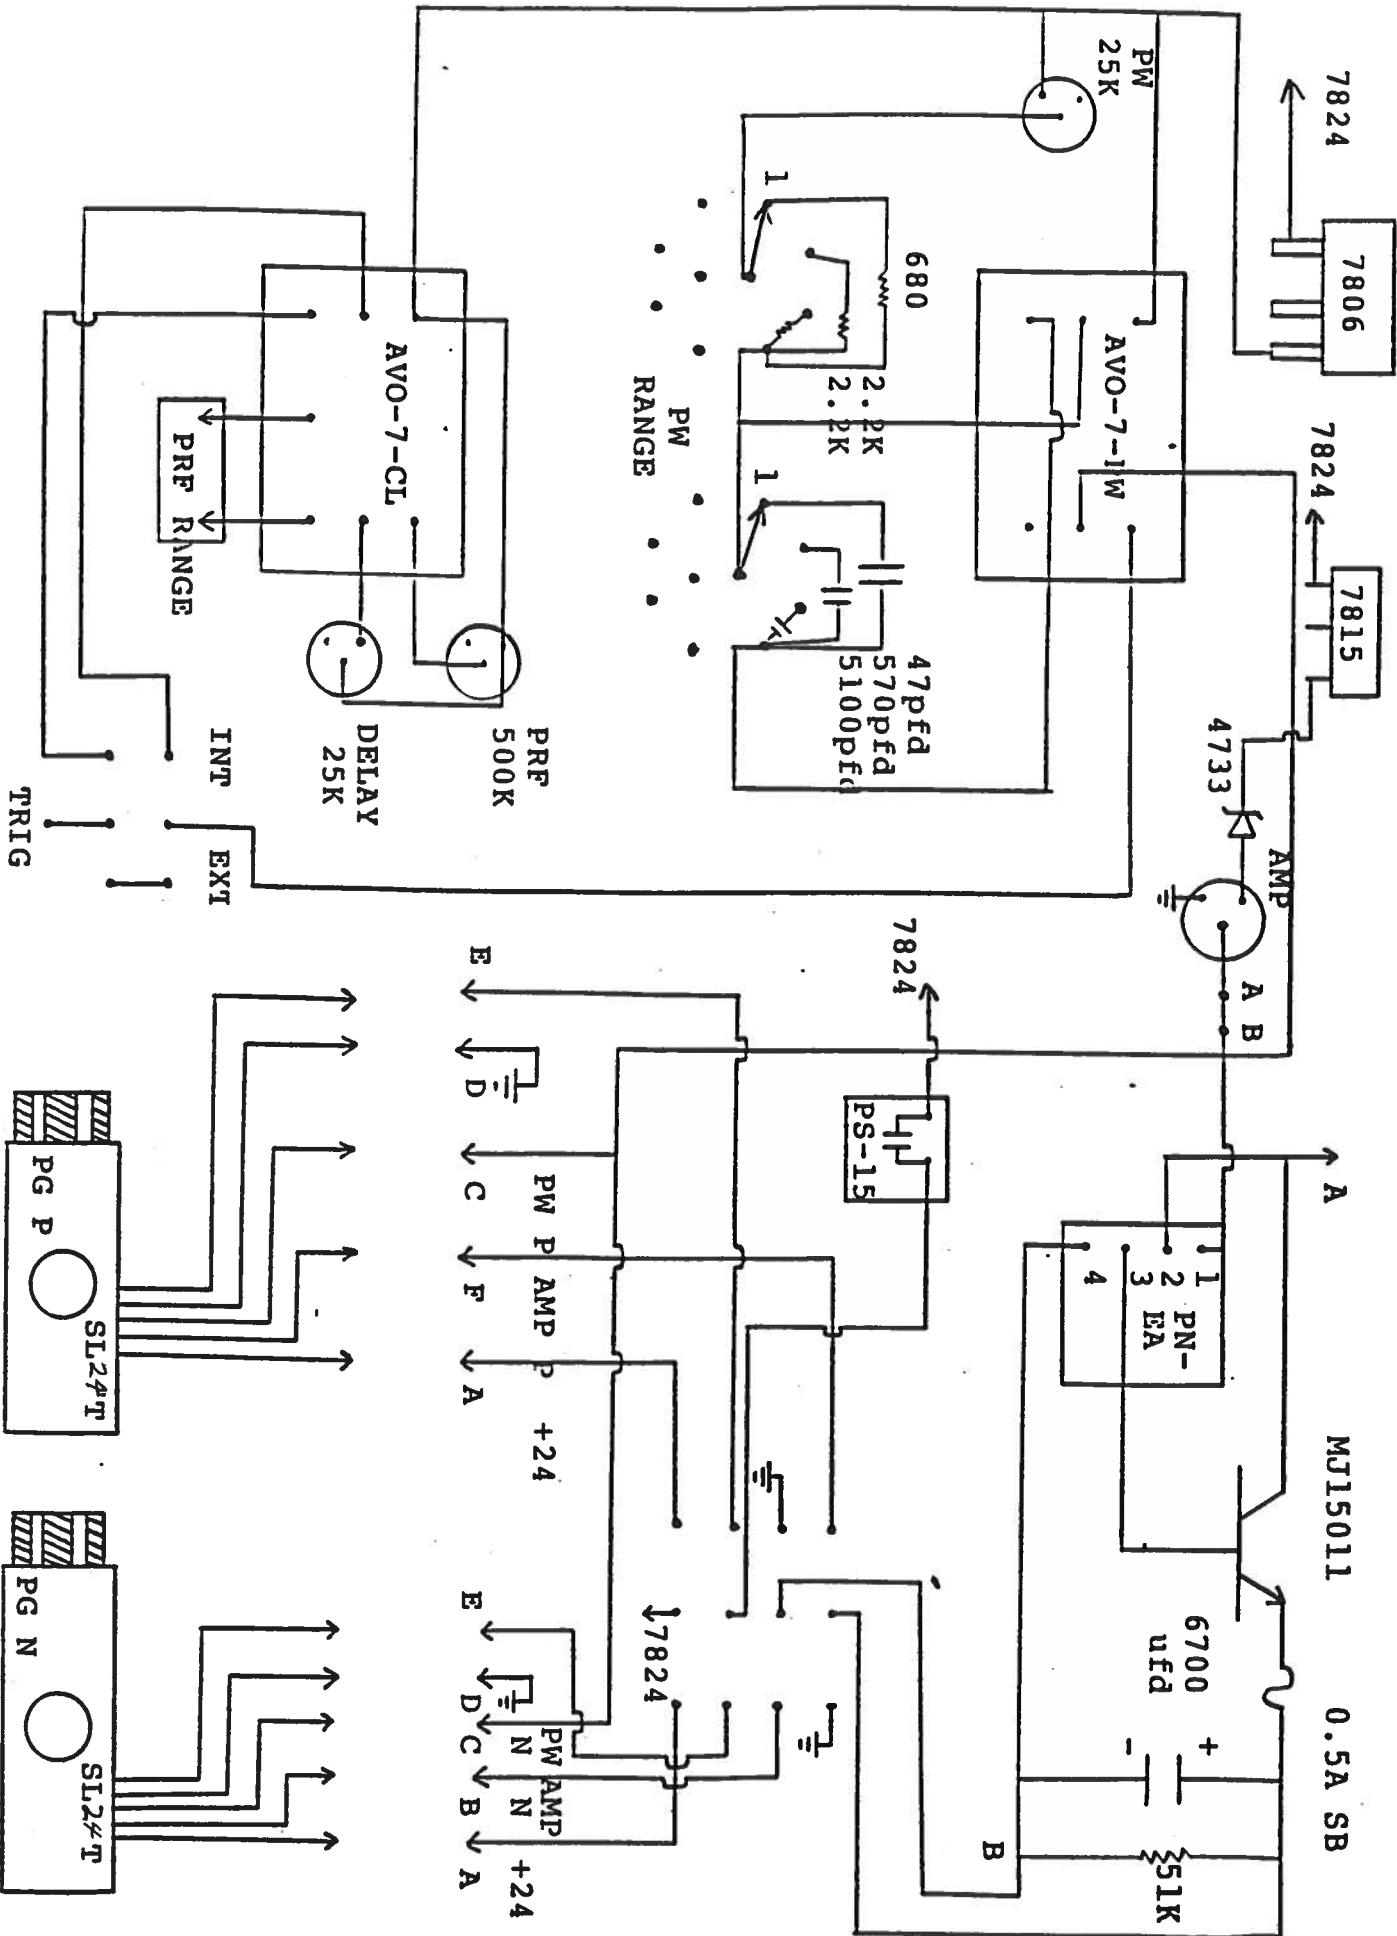 7824
7806
PW
25K
680
2.2K
2.2K
1
PW
RANGE
AVO-7-PW
7824
7815
4733
AMP
A B
1
47pfd
570pfd
5100pfd
AVO-7-CL
PRF RANGE
PRF
500K
DELAY
25K
INT
EXT
TRIG
7824
PS-15
A
1
2
3
4
PN-
EA
MJ15011
0.5A SB
6700
ufd
+
-
51K
B
E
D
C
F
A
PW P AMP P +24
7824
E
D
C
B
A
PW AMP
N N
+24
PG P
SL24T
PG N
SL24T